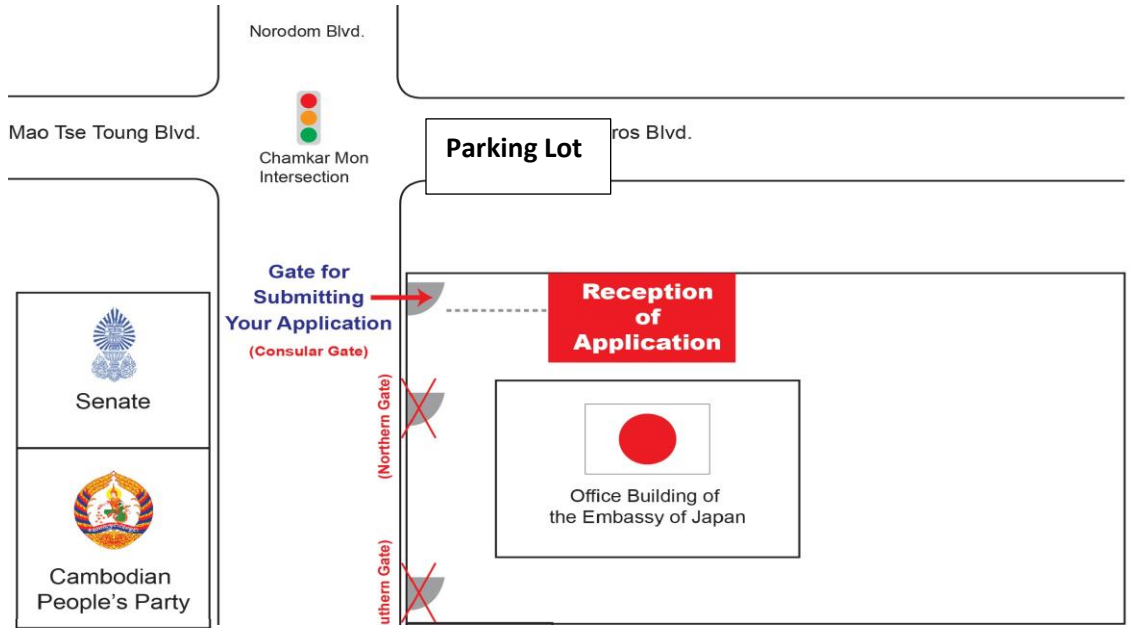 Norodom Blvd.
Mao Tse Toung Blvd.
Chamkar Mon
Intersection
Parking Lot
ros Blvd.
Gate for
Submitting
Your Application
(Consular Gate)
Reception
of
Application
Senate
(Northern Gate)
Office Building of
the Embassy of Japan
Cambodian
People's Party
uthern Gate)